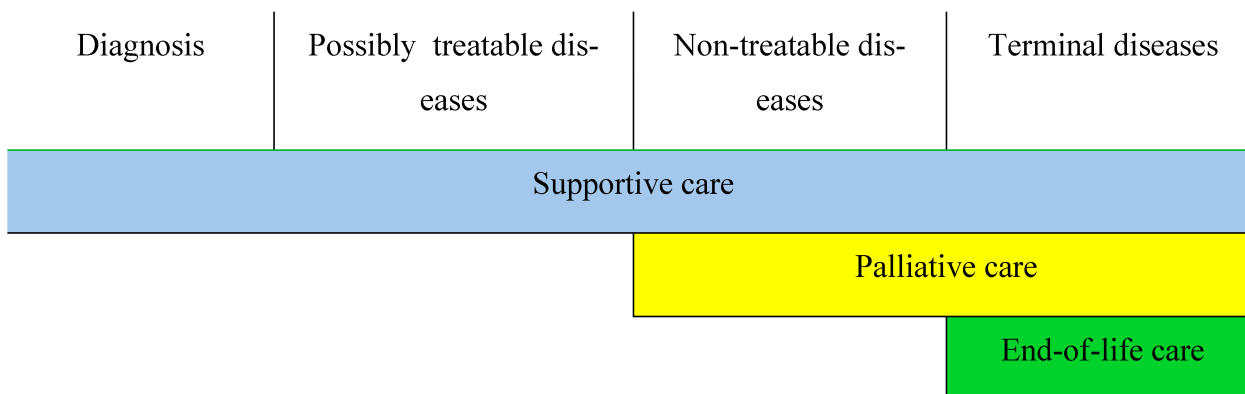 Diagnosis
Possibly  treatable dis-
eases
Non-treatable dis-
eases
Terminal diseases
Supportive care
Palliative care
End-of-life care